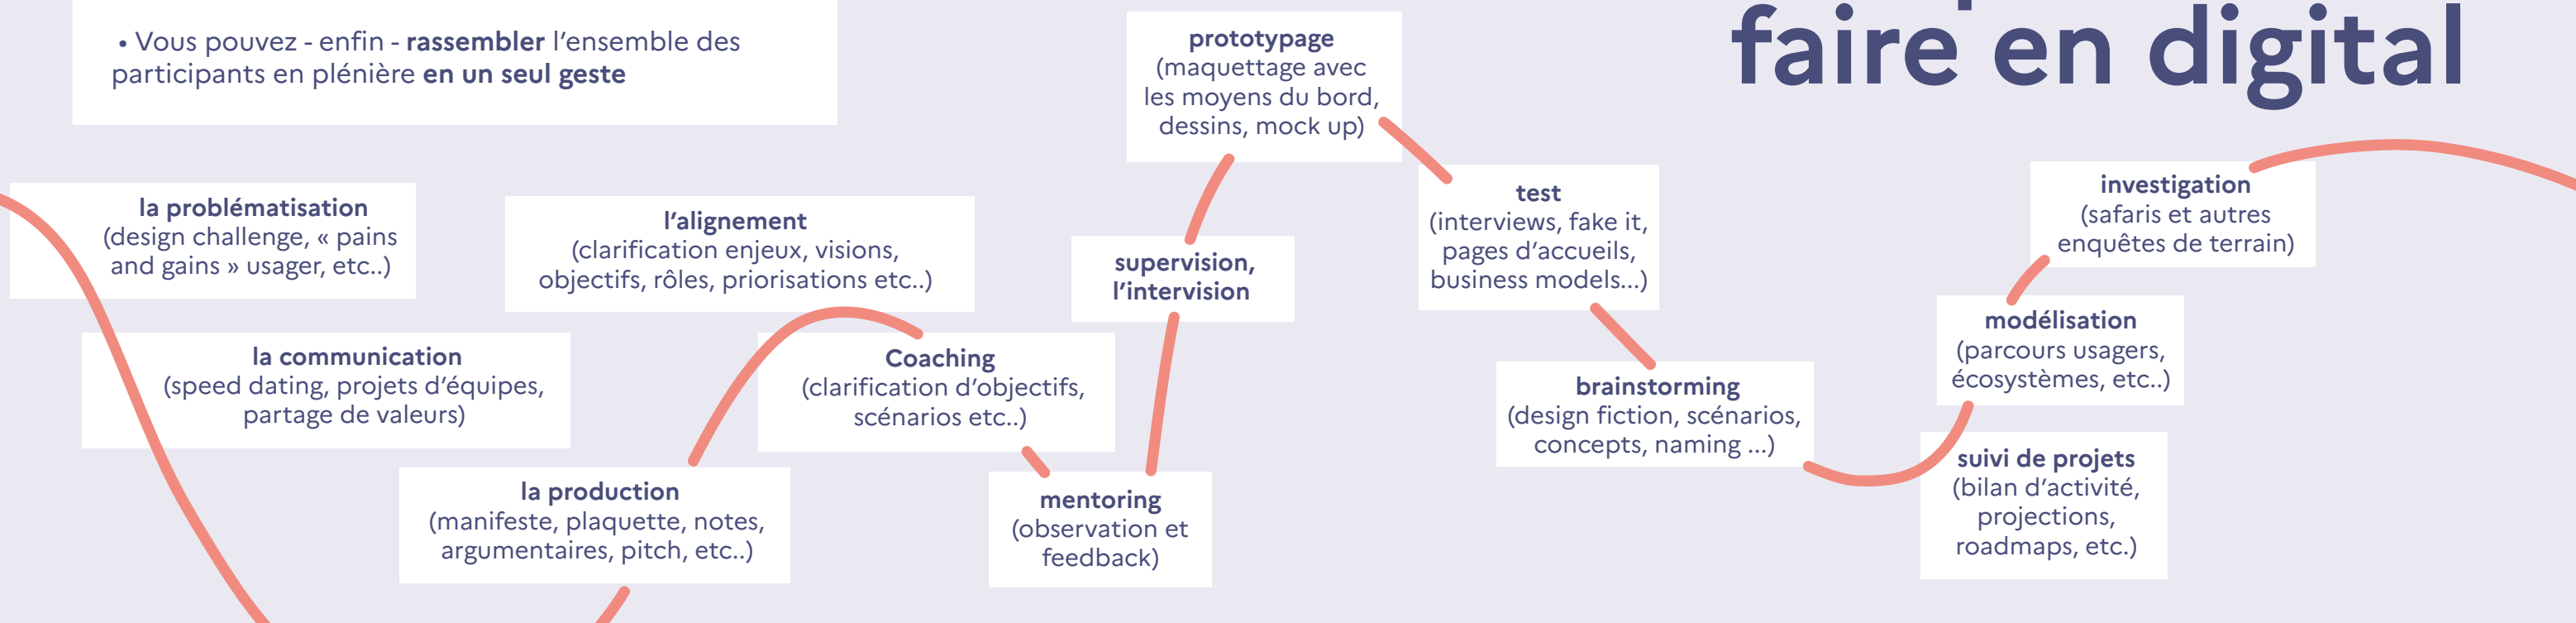 • Vous pouvez - enfin - rassembler l’ensemble des
participants en plénière en un seul geste
faire en digital
la problématisation
(design challenge, « pains
and gains » usager, etc..)
la communication
(speed dating, projets d’équipes,
partage de valeurs)
l’alignement
(clarification enjeux, visions,
objectifs, rôles, priorisations etc..)
la production
(manifeste, plaquette, notes,
argumentaires, pitch, etc..)
Coaching
(clarification d’objectifs,
scénarios etc..)
mentoring
(observation et
feedback)
supervision,
l’intervision
prototypage
(maquettage avec
les moyens du bord,
dessins, mock up)
test
(interviews, fake it,
pages d’accueils,
business models...)
brainstorming
(design fiction, scénarios,
concepts, naming ...)
investigation
(safaris et autres
enquêtes de terrain)
modélisation
(parcours usagers,
écosystèmes, etc..)
suivi de projets
(bilan d’activité,
projections,
roadmaps, etc.)